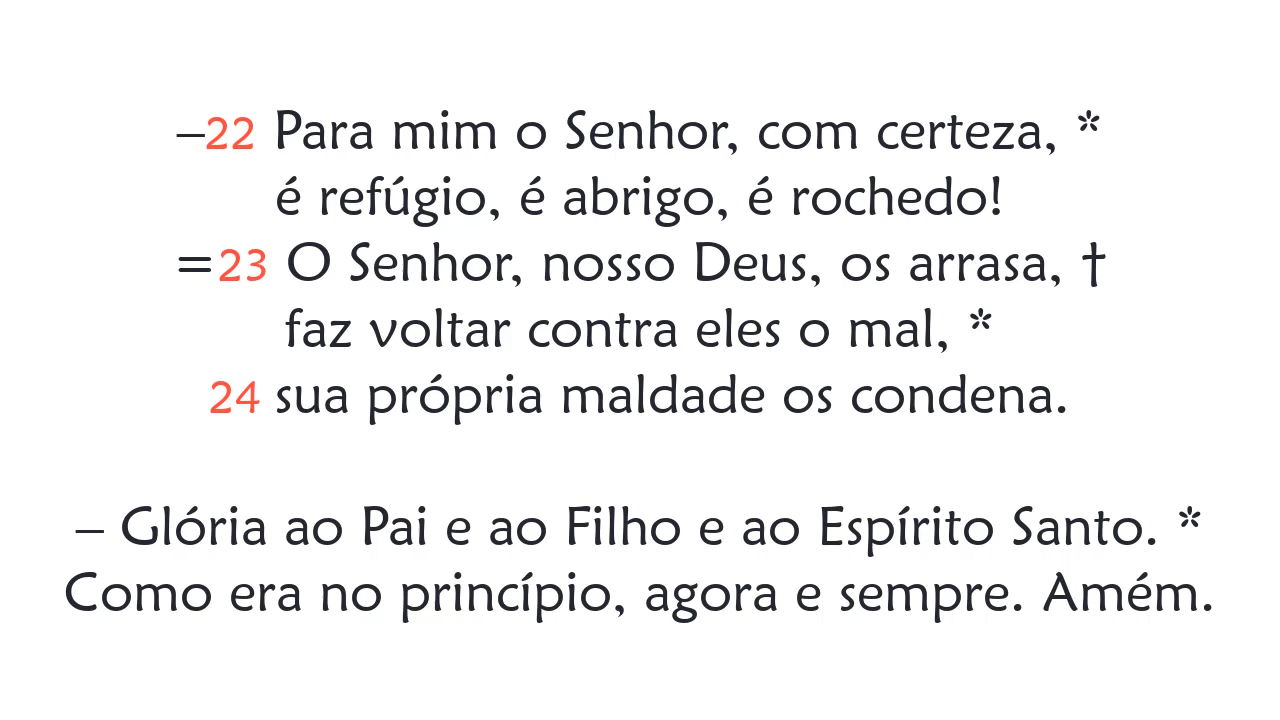 –22 Para mim o Senhor, com certeza, *
é refúgio, é abrigo, é rochedo!
=23 O Senhor, nosso Deus, os arrasa, †
faz voltar contra eles o mal, *
24 sua própria maldade os condena.
– Glória ao Pai e ao Filho e ao Espírito Santo. *
Como era no princípio, agora e sempre. Amém.